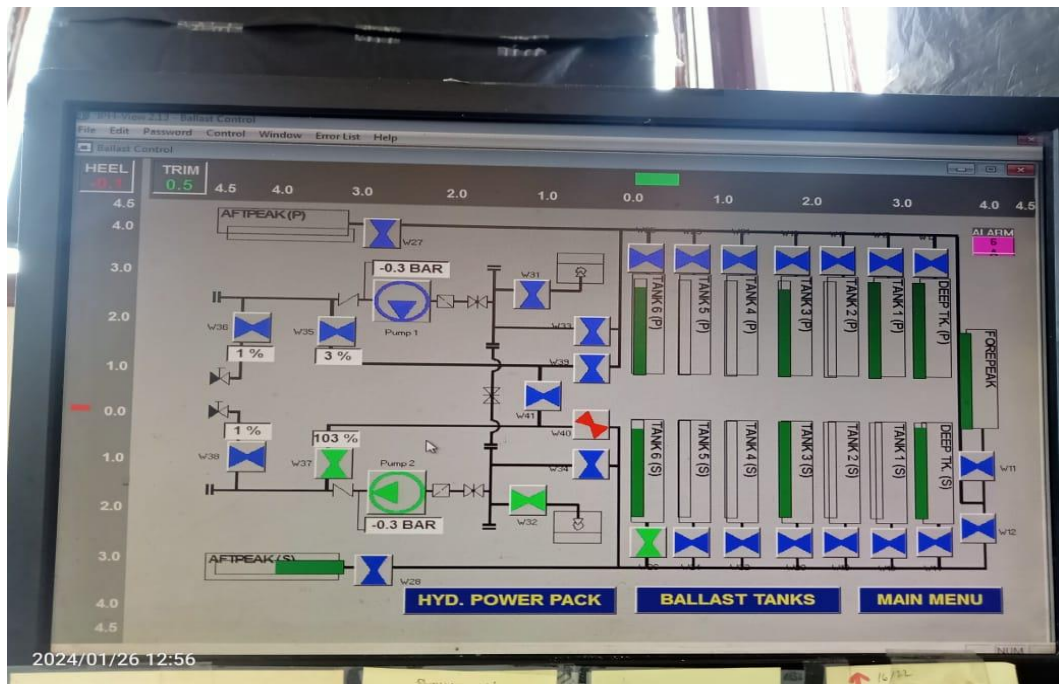 Ballast Control
File Edit Password Control Window Error List Help
Ballast Control
HEEL
-0.1
TRIM
0.5
4.5 4.0 3.0 2.0 1.0 0.0 1.0 2.0 3.0 4.0 4.5
4.5
4.0
3.0
2.0
1.0
0.0
1.0
2.0
3.0
4.0
4.5
ALARM
6
AFTPEAK (P)
W27
-0.3 BAR
Pump 1
W31
W36
1 %
W35
3 %
W33
W39
W41
W40
1 %
W38
103 %
W37
Pump 2
-0.3 BAR
W34
W32
AFTPEAK (S)
W28
TANK 6 (P)
TANK 5 (P)
TANK 4 (P)
TANK 3 (P)
TANK 2 (P)
TANK 1 (P)
DEEP TK. (P)
FOREPEAK
TANK 6 (S)
TANK 5 (S)
TANK 4 (S)
TANK 3 (S)
TANK 2 (S)
TANK 1 (S)
DEEP TK. (S)
W11
W12
HYD. POWER PACK
BALLAST TANKS
MAIN MENU
NUM
2024/01/26 12:56